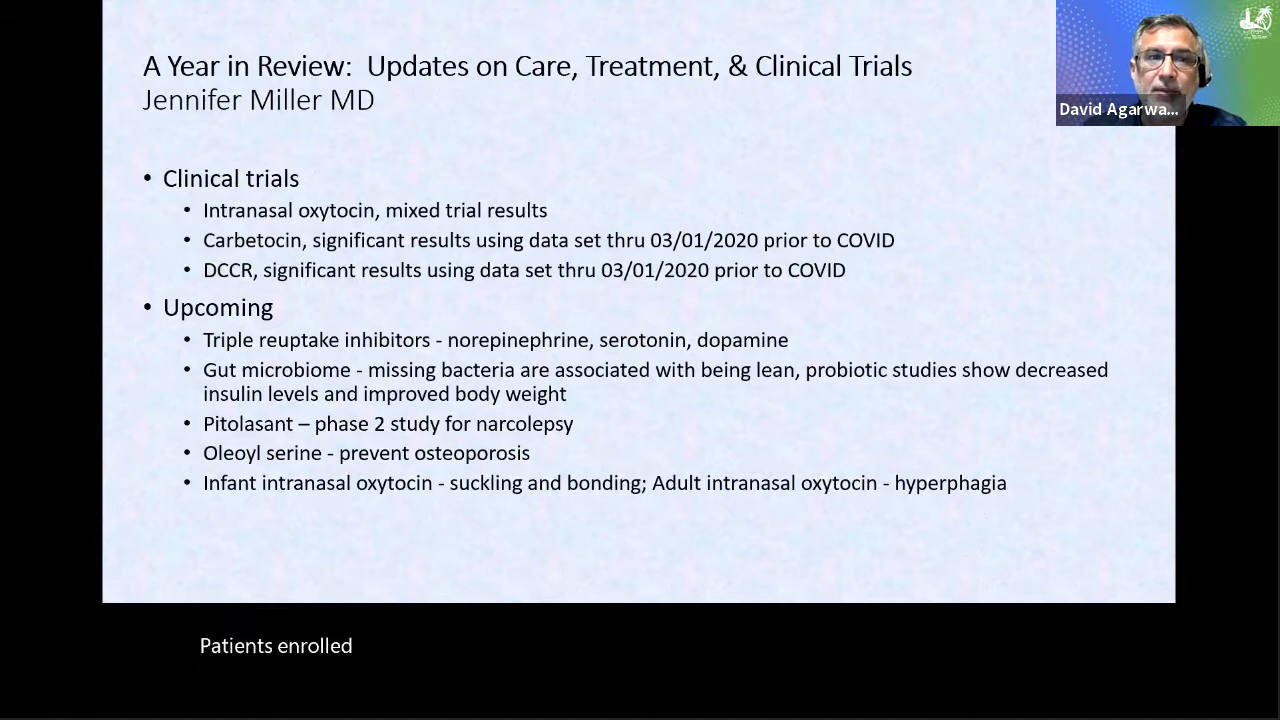 A Year in Review:  Updates on Care, Treatment, & Clinical Trials
Jennifer Miller MD
David Agarwa...
• Clinical trials
• Intranasal oxytocin, mixed trial results
• Carbetocin, significant results using data set thru 03/01/2020 prior to COVID
• DCCR, significant results using data set thru 03/01/2020 prior to COVID
• Upcoming
• Triple reuptake inhibitors - norepinephrine, serotonin, dopamine
• Gut microbiome - missing bacteria are associated with being lean, probiotic studies show decreased
insulin levels and improved body weight
• Pitolasant – phase 2 study for narcolepsy
• Oleoyl serine - prevent osteoporosis
• Infant intranasal oxytocin - suckling and bonding; Adult intranasal oxytocin - hyperphagia
Patients enrolled